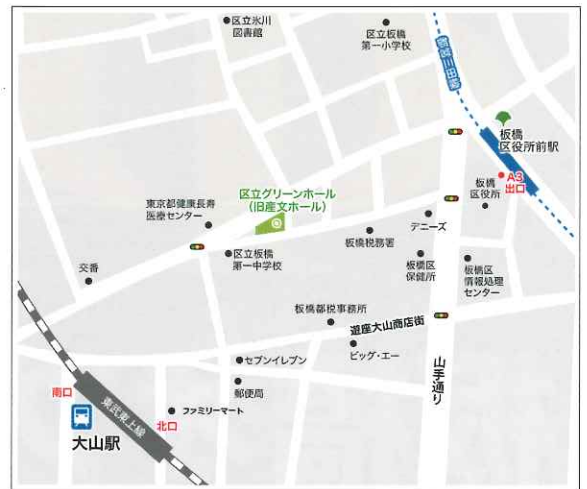 区立氷川
図書館
区立板橋
第一小学校
都営三田線
板橋
区役所前駅
A3
出口
板橋
区役所
区立グリーンホール
(旧産文ホール)
東京都健康長寿
医療センター
デニーズ
板橋税務署
区立板橋
第一中学校
板橋区
保健所
板橋区
情報処理
センター
交番
板橋都税事務所
遊座大山商店街
ビッグ・エー
山手通り
セブンイレブン
郵便局
南口
東武東上線
ファミリーマート
北口
大山駅